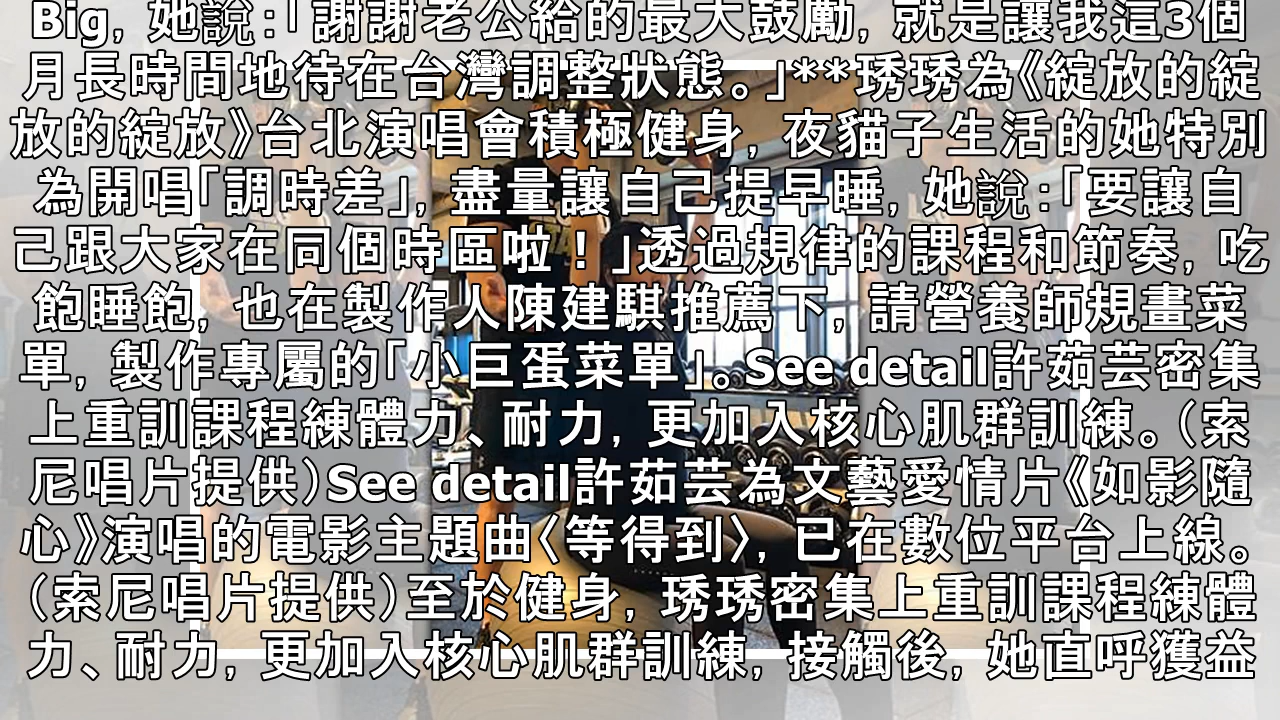 Big, 她說：「謝謝老公給的最大鼓勵, 就是讓我這3個
月長時間地待在台灣調整狀態。」**琇琇為《綻放的綻
放的綻放》台北演唱會積極健身, 夜貓子生活的她特別
為開唱「調時差」, 盡量讓自己提早睡, 她說：「要讓自
己跟大家在同個時區啦！」透過規律的課程和節奏, 吃
飽睡飽, 也在製作人陳建騏推薦下, 請營養師規畫菜
單, 製作專屬的「小巨蛋菜單」。See detail許茹芸密集
上重訓課程練體力、耐力, 更加入核心肌群訓練。（索
尼唱片提供）See detail許茹芸為文藝愛情片《如影隨
心》演唱的電影主題曲〈等得到〉, 已在數位平台上線。
（索尼唱片提供）至於健身, 琇琇密集上重訓課程練體
力、耐力, 更加入核心肌群訓練, 接觸後, 她直呼獲益